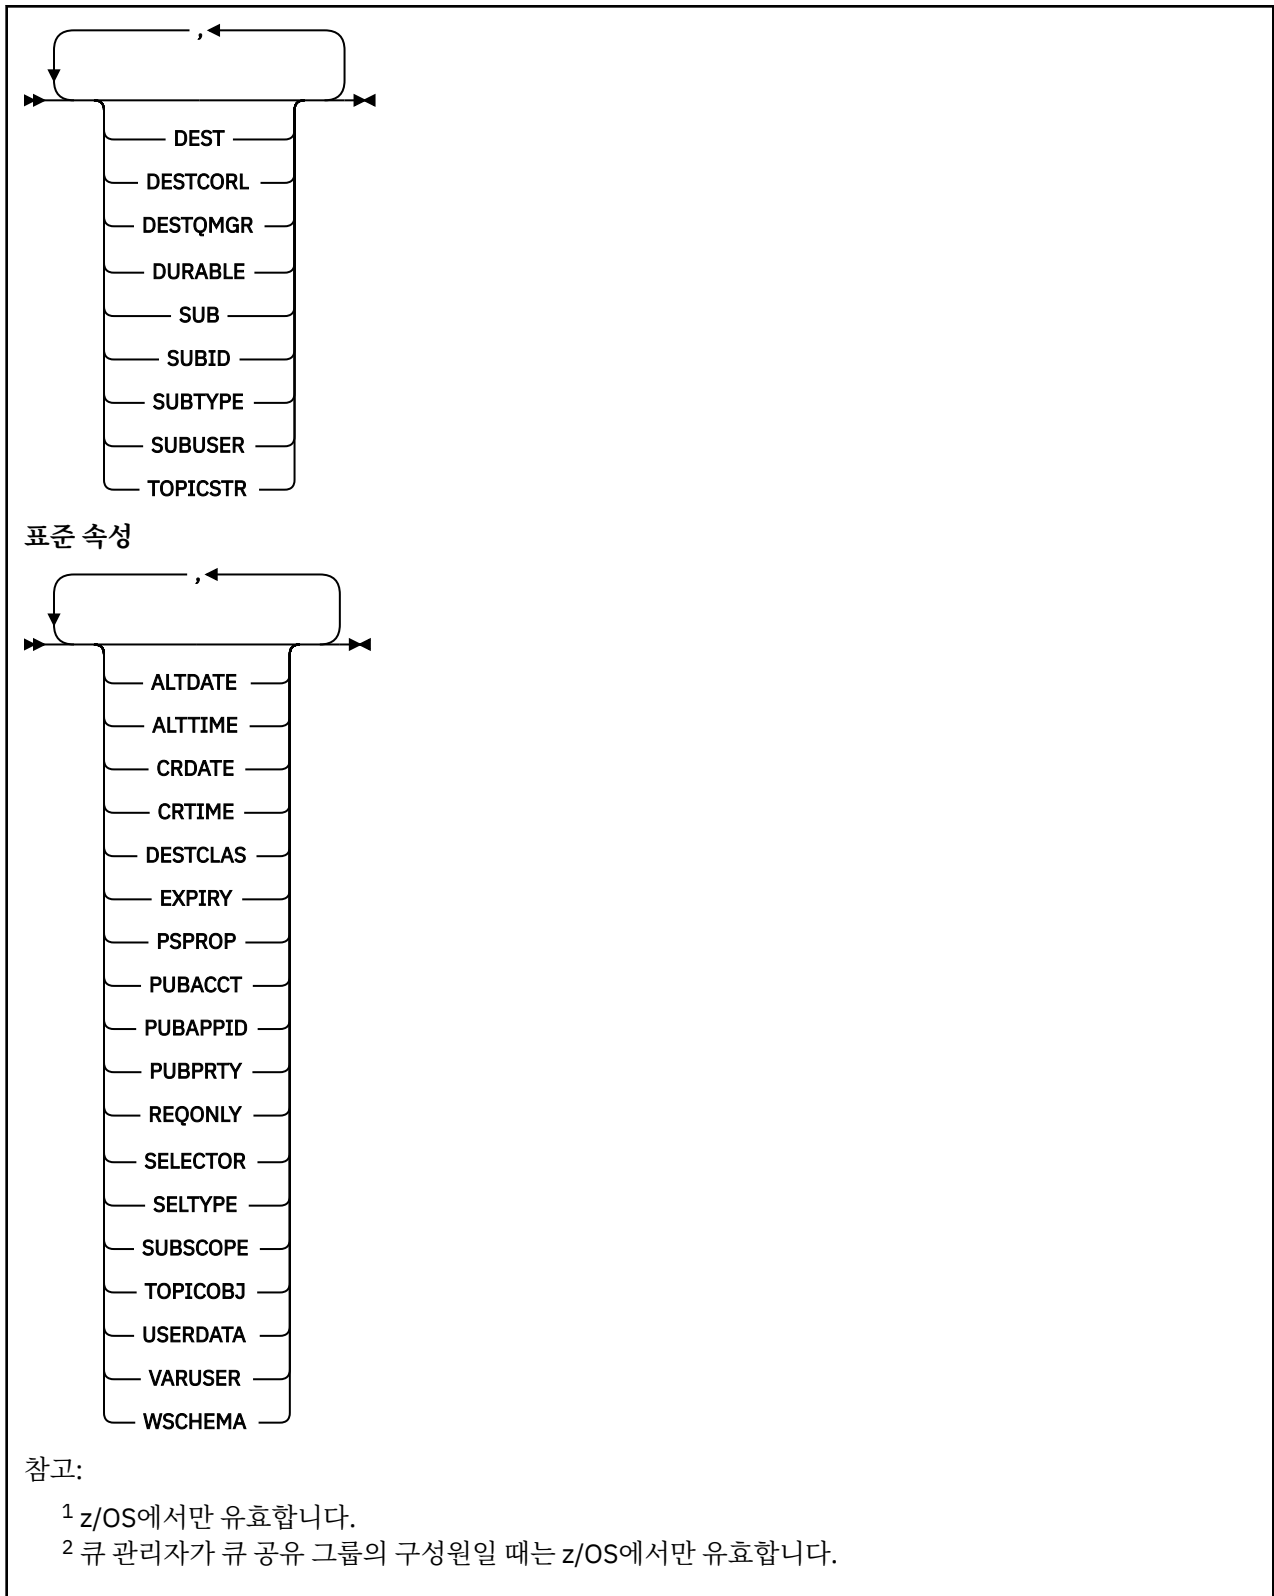 ,
DEST
DESTCORL
DESTQMGR
DURABLE
SUB
SUBID
SUBTYPE
SUBUSER
TOPICSTR
표준 속성
,
ALTDATE
ALTTIME
CRDATE
CRTIME
DESTCLAS
EXPIRY
PSPROP
PUBACCT
PUBAPPID
PUBPRTY
REQONLY
SELECTOR
SELTYPE
SUBSCOPE
TOPICOBJ
USERDATA
VARUSER
WSCHEMA
참고:
1 z/OS에서만 유효합니다.
2 큐 관리자가 큐 공유 그룹의 구성원일 때는 z/OS에서만 유효합니다.